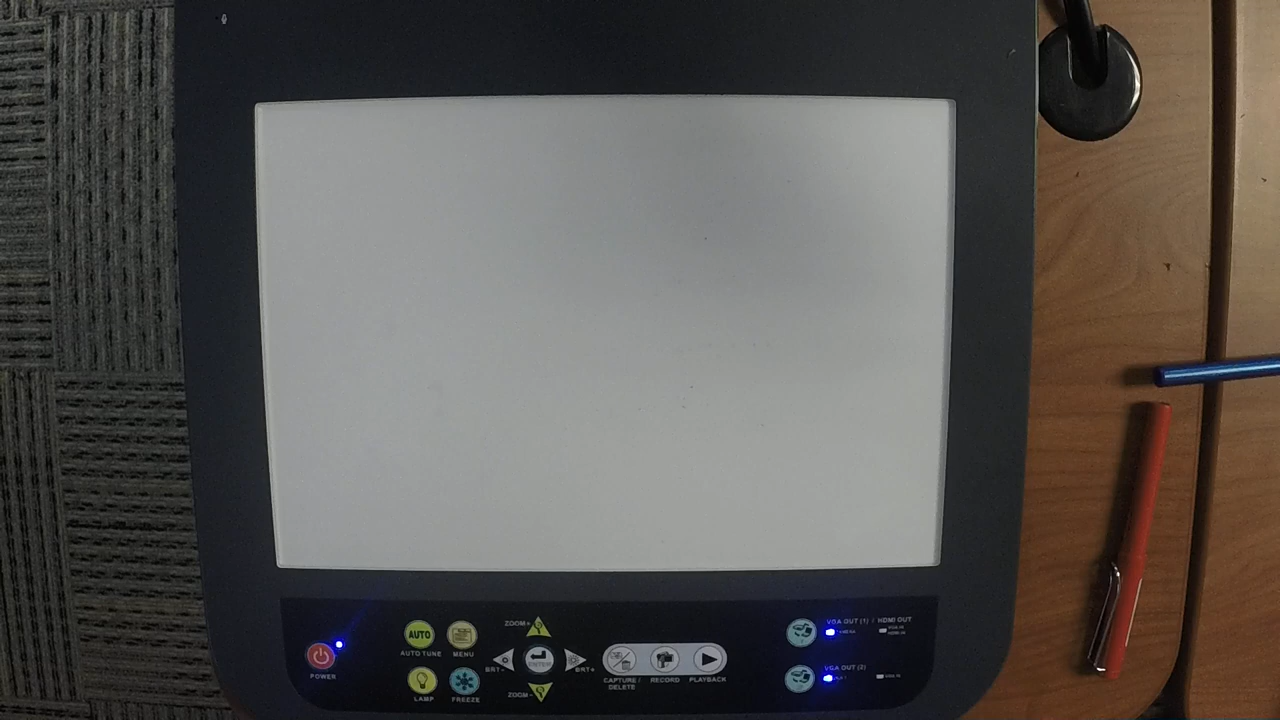 ZOOM+
VGA OUT (1) / HDMI OUT
AUTO
AUTO TUNE
MENU
ENTER
BRT-
BRT+
POWER
CAPTURE /
DELETE
RECORD
PLAYBACK
VGA OUT (2)
LAMP
FREEZE
ZOOM-